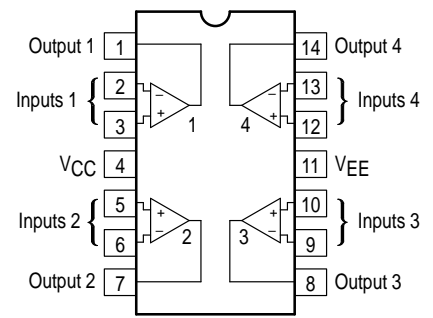 Output 1 1 14 Output 4
Inputs 1 { 2 − 13 } Inputs 4
3 + 1 4 + 12
VCC 4 11 VEE
Inputs 2 { 5 + 10 } Inputs 3
6 − 2 3 − 9
Output 2 7 8 Output 3